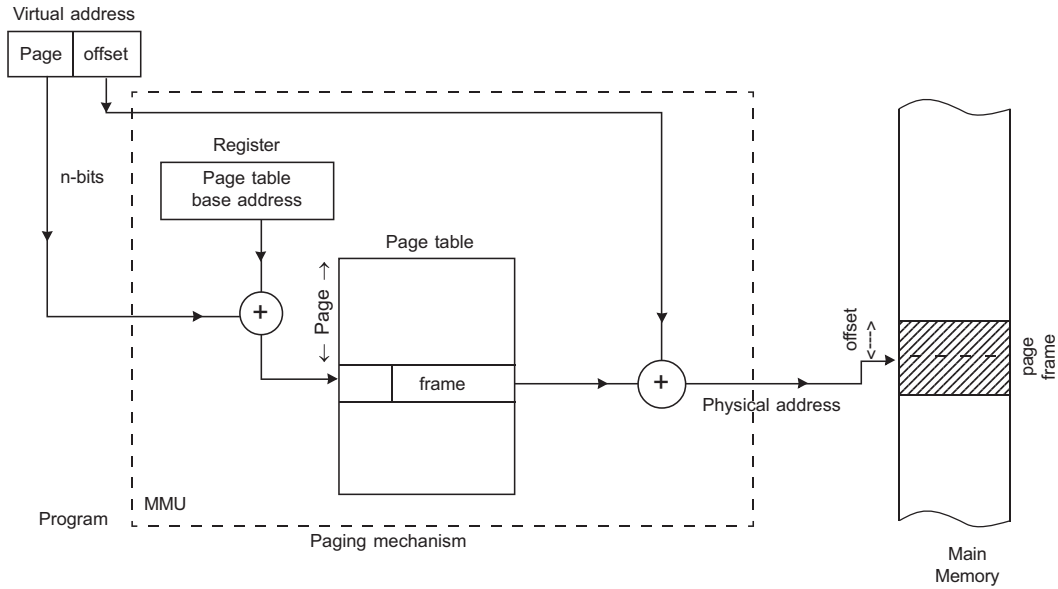 Virtual address
Page
offset
n-bits
Register
Page table
base address
+
Page table
← Page →
frame
+
Physical address
offset
<--->
page
frame
MMU
Program
Paging mechanism
Main
Memory